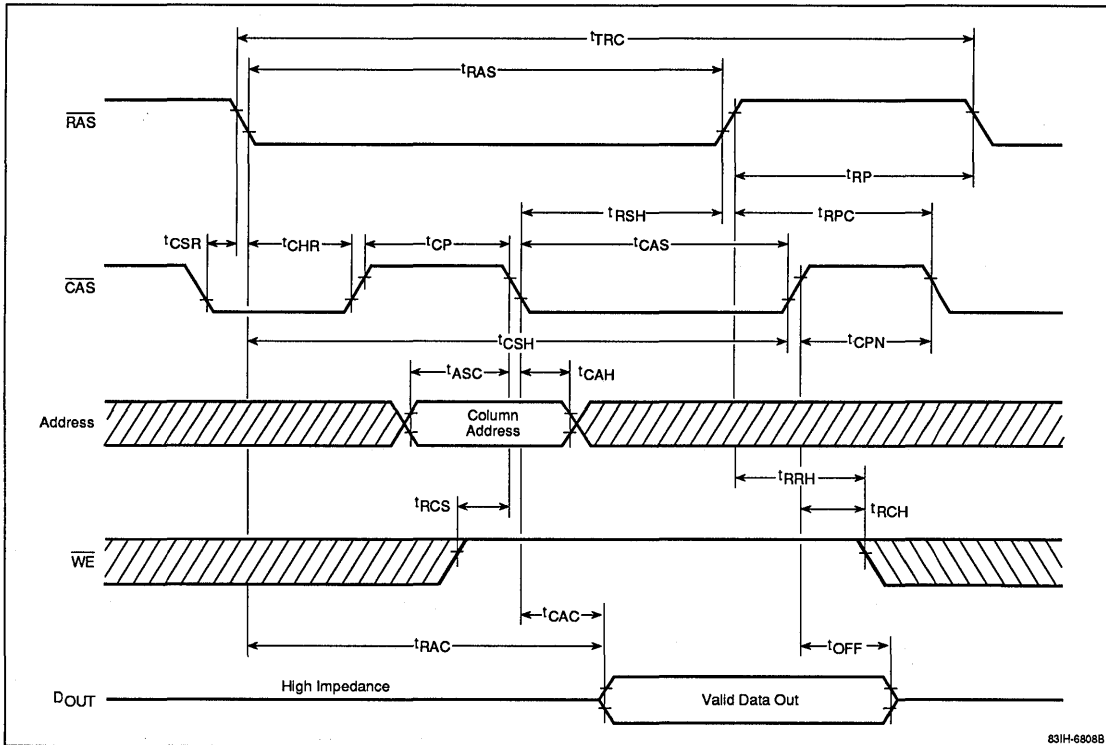 tTRC
tRAS
RAS
tRP
tRSH
tRPC
tCSR
tCHR
tCP
tCAS
CAS
tCSH
tCPN
tASC
tCAH
Address
Column
Address
tRRH
tRCS
tRCH
WE
tCAC
tRAC
tOFF
High Impedance
DOUT
Valid Data Out
83IH-6808B